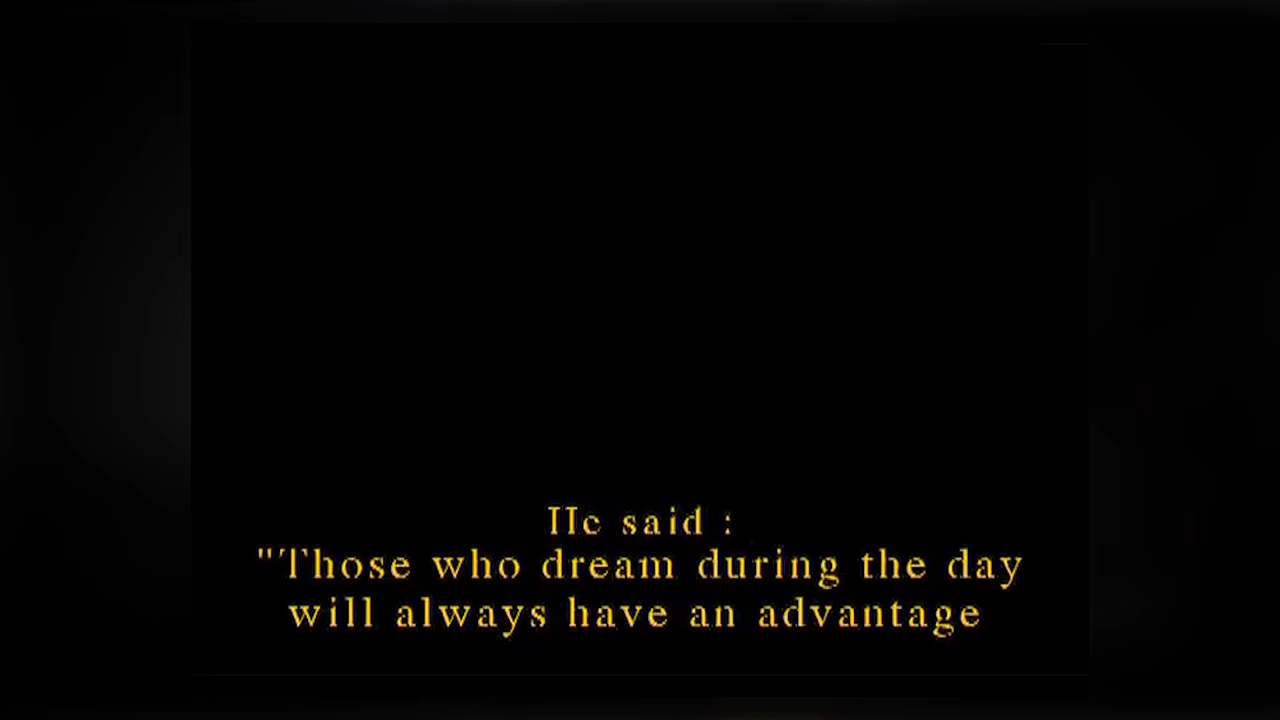 He said :
"Those who dream during the day
will always have an advantage